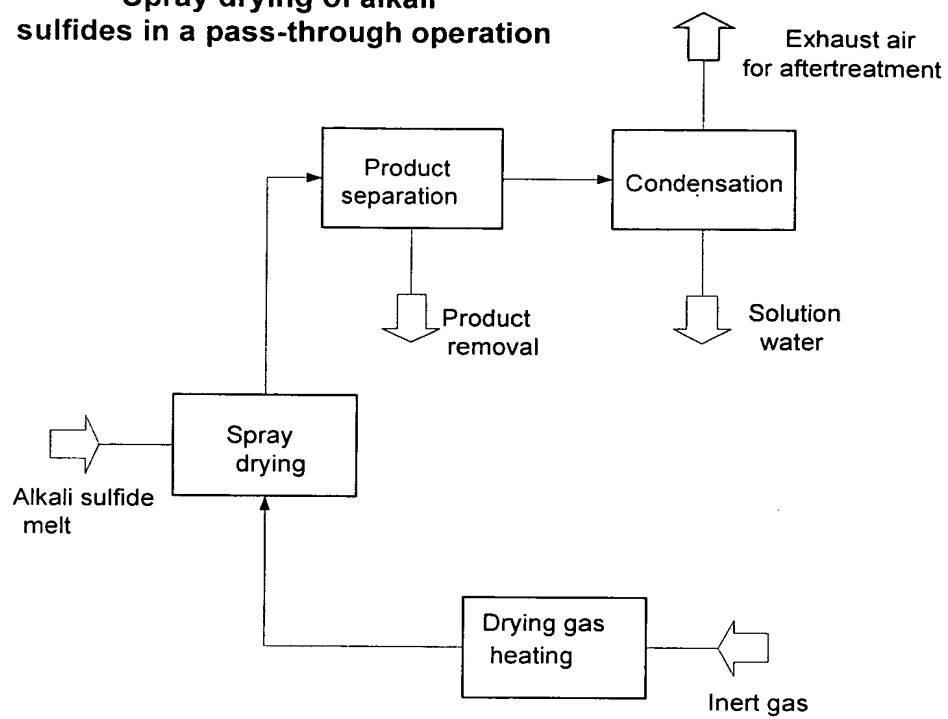 Spray drying of alkali
sulfides in a pass-through operation
Exhaust air
for aftertreatment
Product
separation
Condensation
Product
removal
Solution
water
Spray
drying
Alkali sulfide
melt
Drying gas
heating
Inert gas